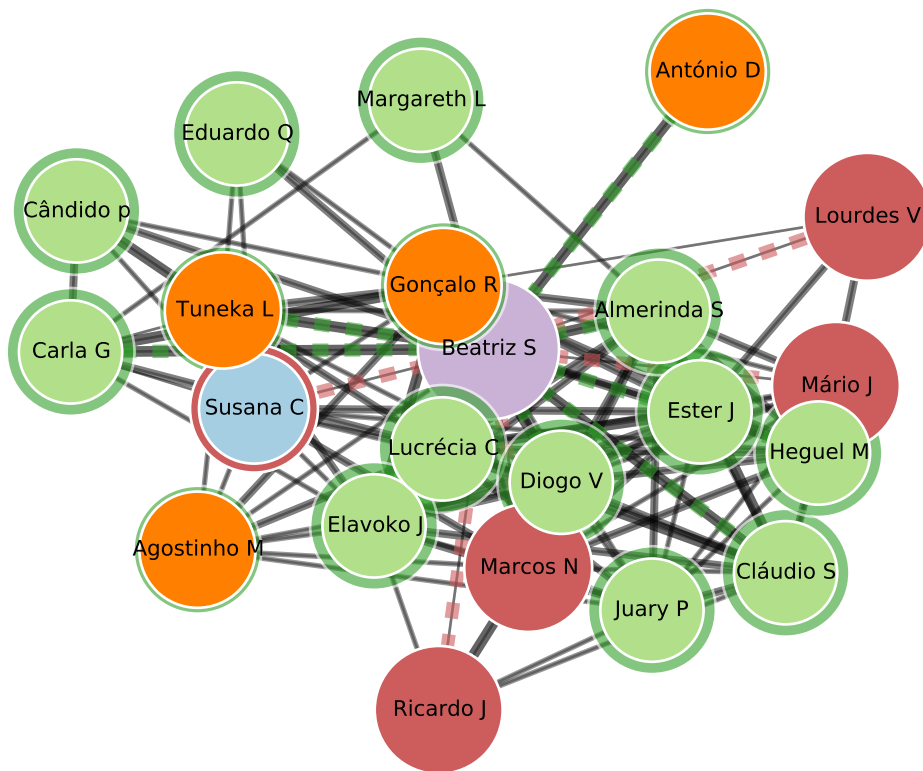 António D
Margareth L
Eduardo Q
Cândido p
Lourdes V
Gonçalo R
Tuneka L
Almerinda S
Beatriz S
Carla G
Mário J
Susana C
Ester J
Lucrécia C
Heguel M
Diogo V
Elavoko J
Agostinho M
Marcos N
Cláudio S
Juary P
Ricardo J